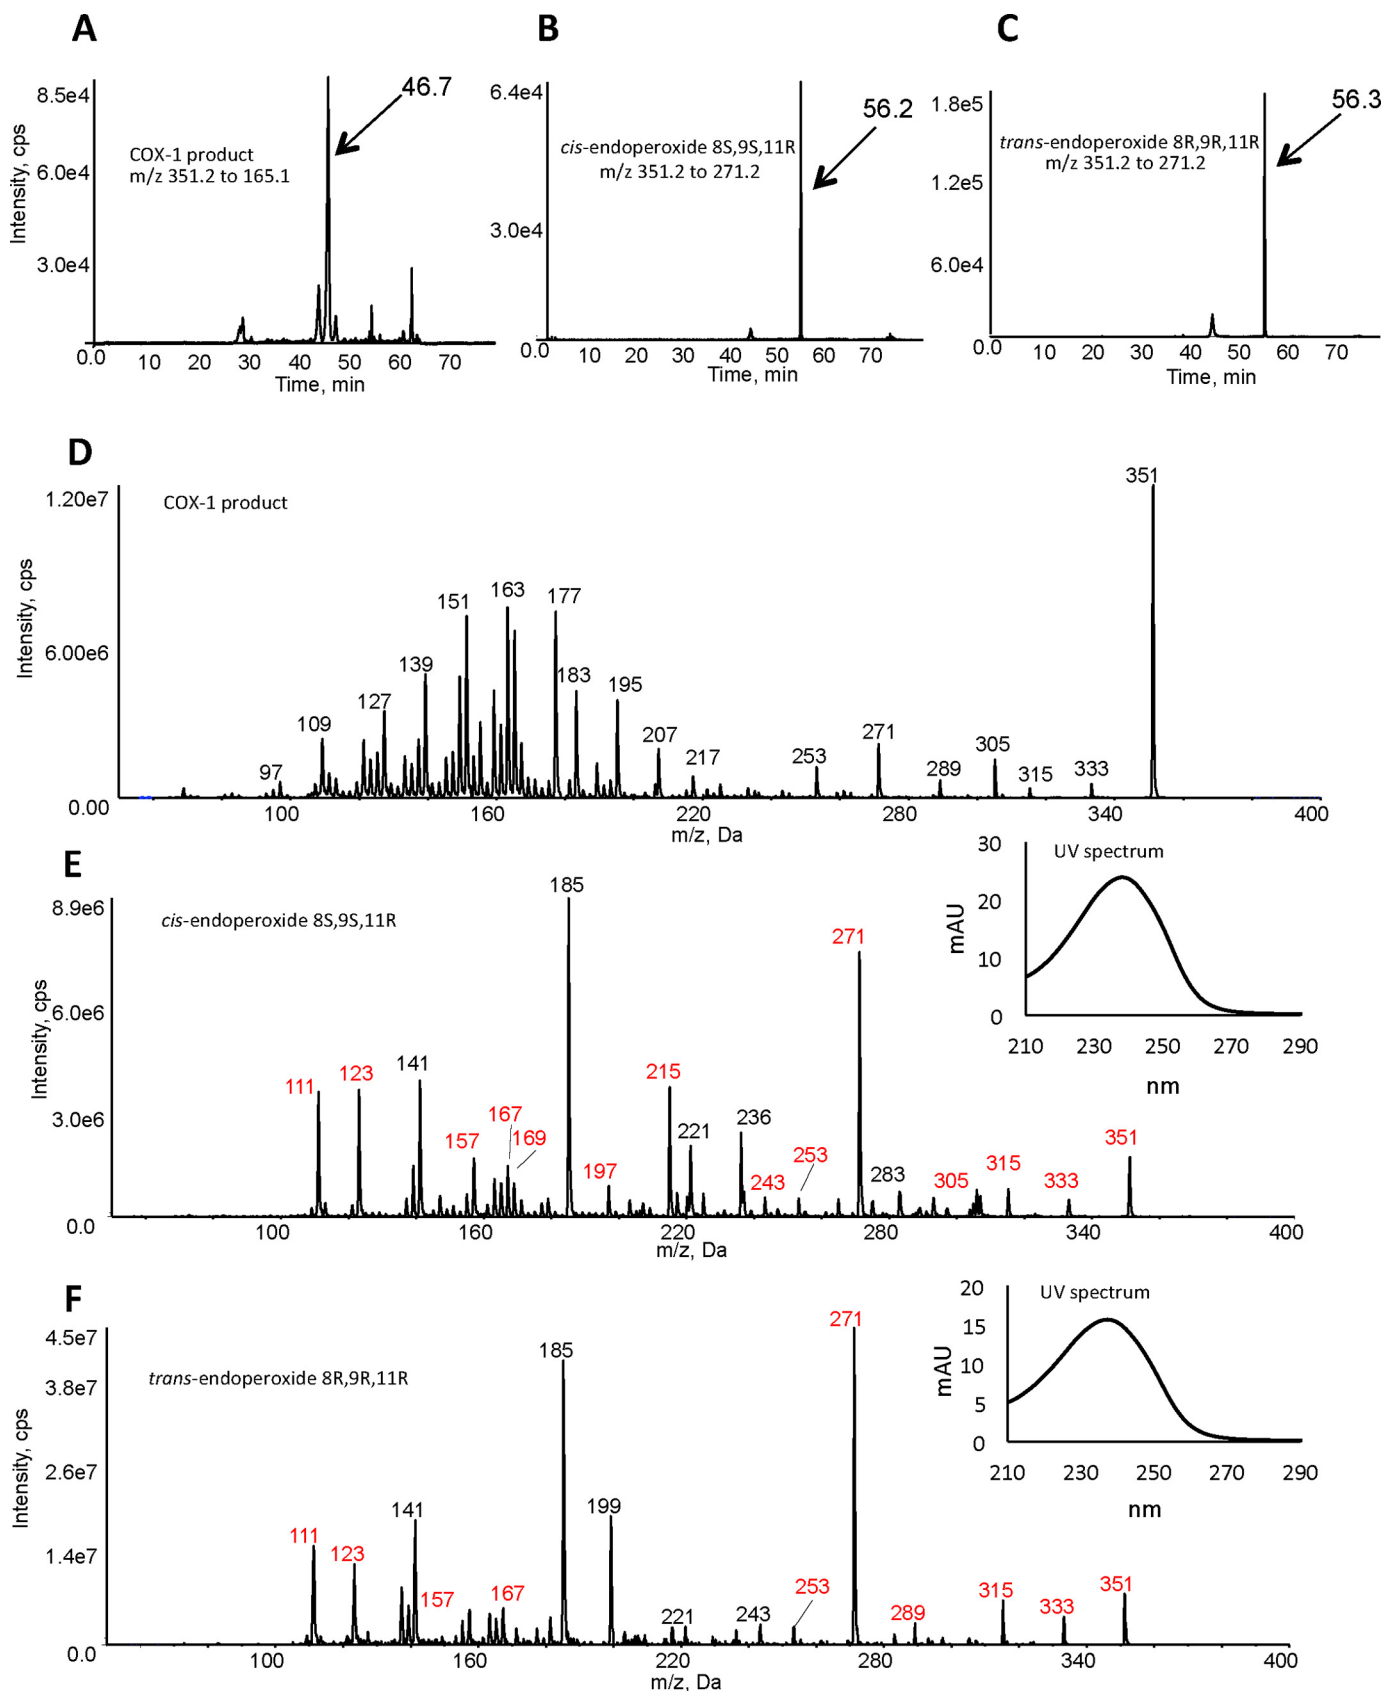 A
8.5e4
6.0e4
3.0e4
Intensity, cps
46.7
COX-1 product
m/z 351.2 to 165.1
0.0 10 20 30 40 50 60 70
Time, min
B
6.4e4
3.0e4
0.0
56.2
cis-endoperoxide 8S,9S,11R
m/z 351.2 to 271.2
10 20 30 40 50 60 70
Time, min
C
1.8e5
1.2e5
6.0e4
56.3
trans-endoperoxide 8R,9R,11R
m/z 351.2 to 271.2
0.0 10 20 30 40 50 60 70
Time, min
D
1.20e7
6.00e6
0.00
Intensity, cps
COX-1 product
97 109 127 139 151 163 177 183 195 207 217 253 271 289 305 315 333 351
100 160 220 280 340 400
m/z, Da
E
8.9e6
6.0e6
3.0e6
0.0
Intensity, cps
cis-endoperoxide 8S,9S,11R
111 123 141 157 167 169 185 197 215 221 236 243 253 271 283 305 315 333 351
100 160 220 280 340 400
m/z, Da
UV spectrum
30
20
10
0
mAU
210 230 250 270 290
nm
F
4.5e7
3.8e7
2.6e7
1.4e7
0.0
Intensity, cps
trans-endoperoxide 8R,9R,11R
111 123 141 157 167 185 199 221 243 253 271 289 315 333 351
100 160 220 280 340 400
m/z, Da
UV spectrum
20
15
10
5
0
mAU
210 230 250 270 290
nm